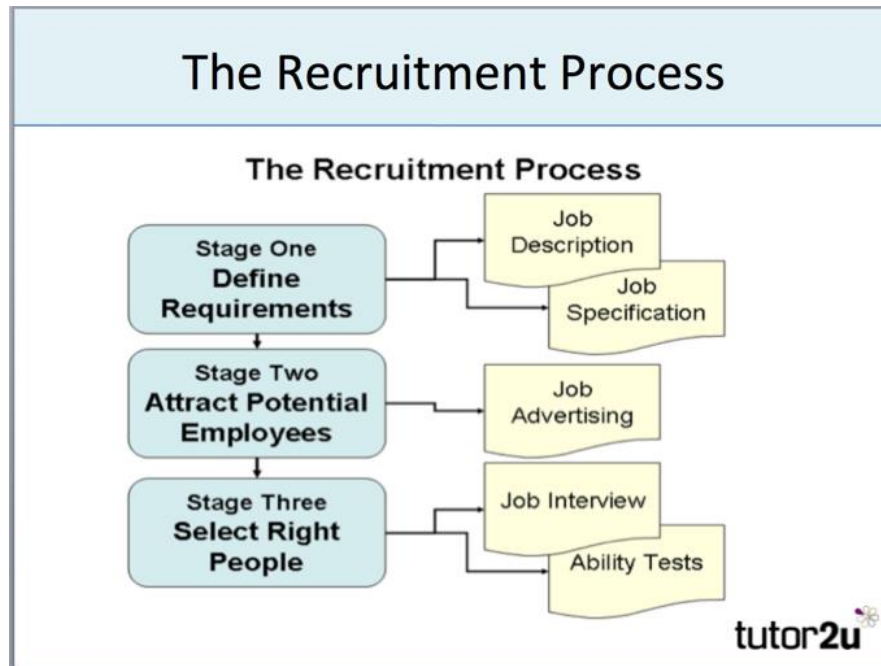 The Recruitment Process
The Recruitment Process
Stage One
Define
Requirements
Job
Description
Job
Specification
Stage Two
Attract Potential
Employees
Job
Advertising
Stage Three
Select Right
People
Job Interview
Ability Tests
tutor2u